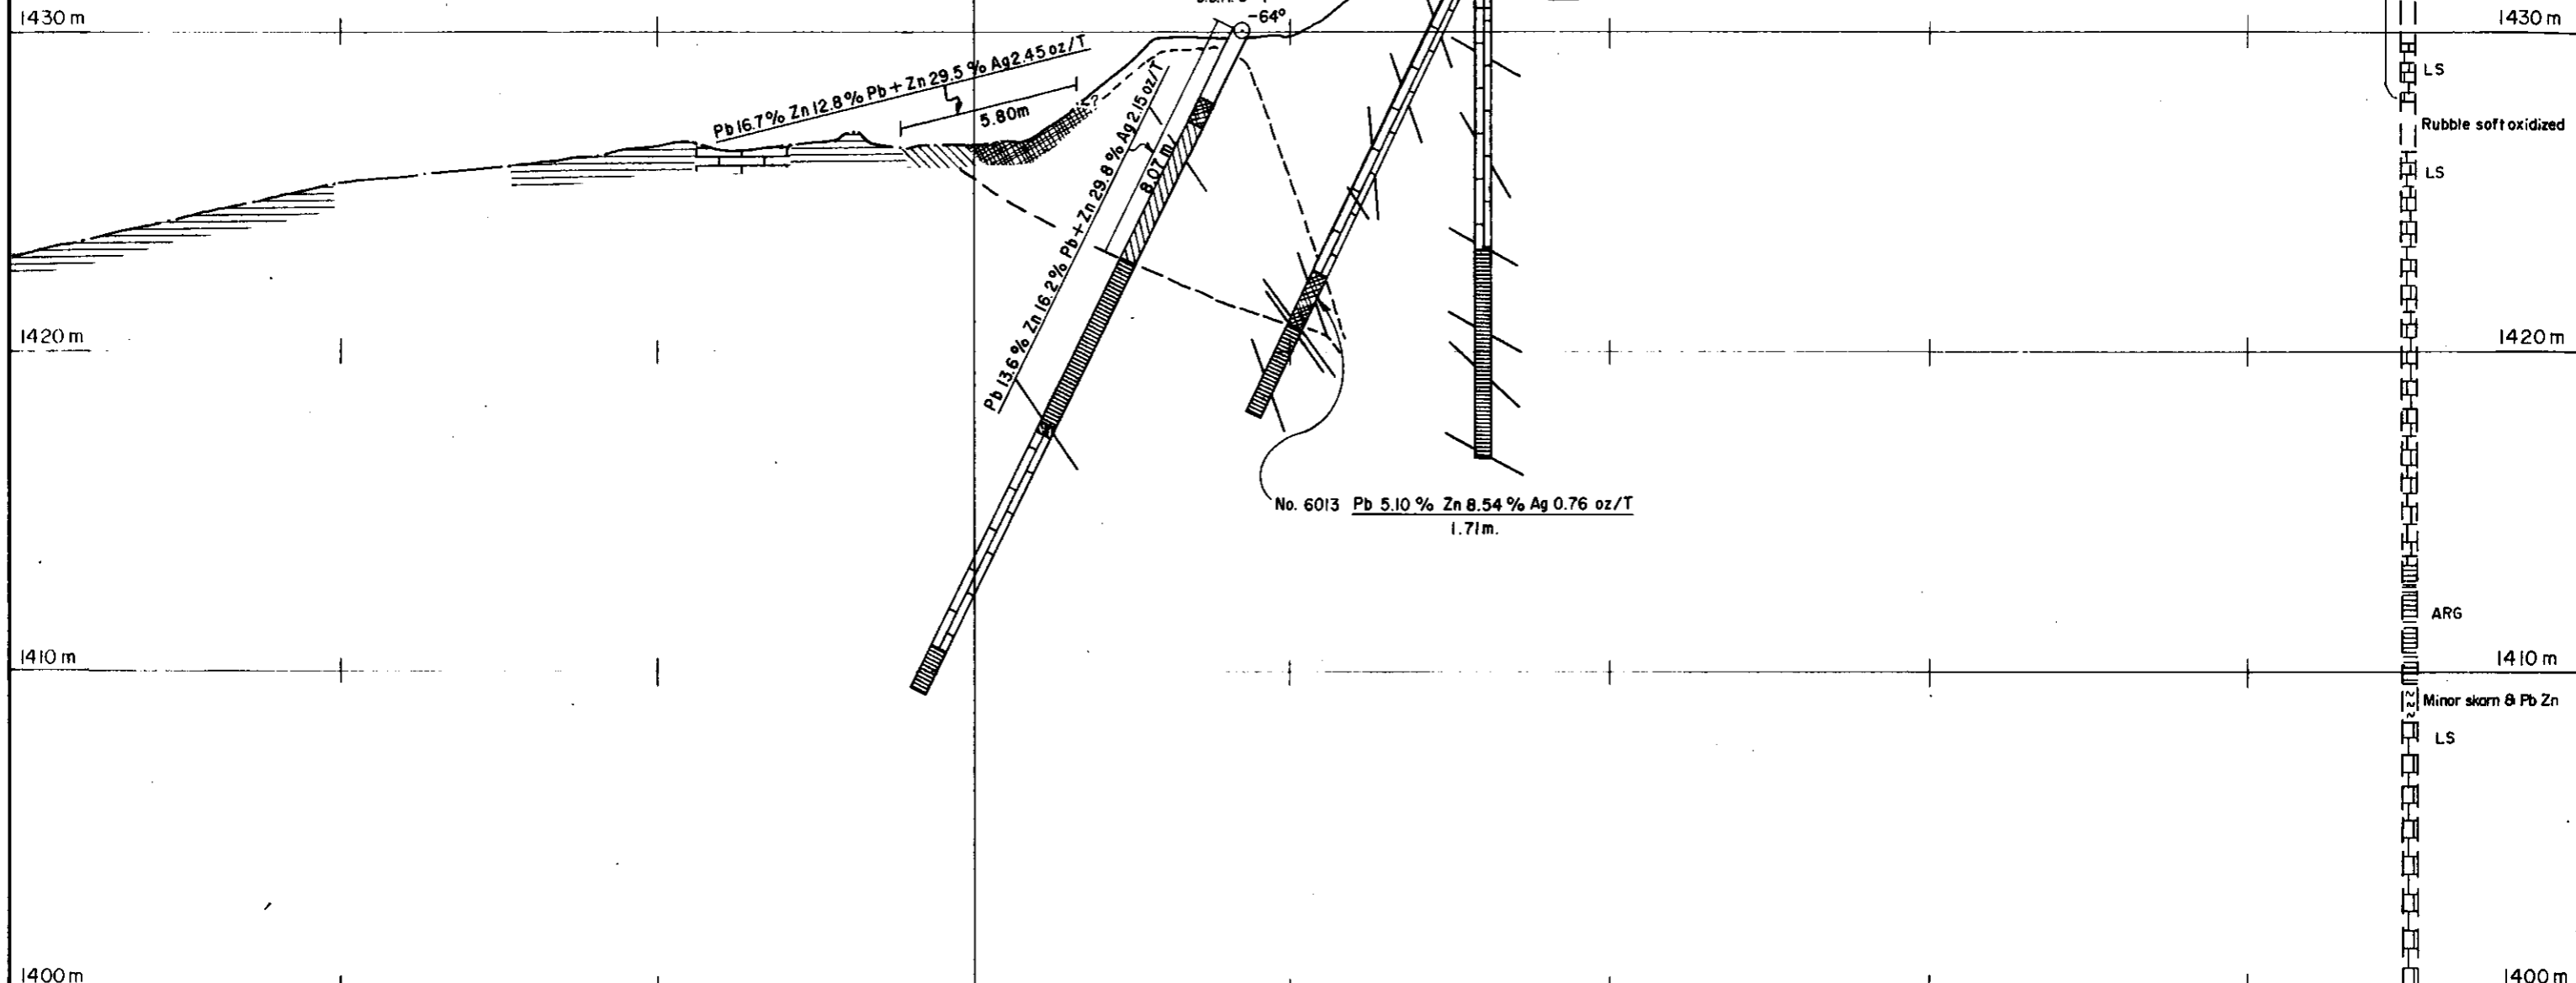 1430 m
-64°
1430 m
Pb 16.7 % Zn 12.8 % Pb + Zn 29.5 % Ag 2.45 oz/T
5.80m
?
Pb 13.6 % Zn 16.2 % Pb + Zn 29.8 % Ag 2.15 oz/T
8.07 m
LS
Rubble soft oxidized
LS
1420 m
1420 m
No. 6013 Pb 5.10 % Zn 8.54 % Ag 0.76 oz/T
1.71m.
ARG
1410 m
1410 m
Minor skarn & Pb Zn
LS
1400 m
1400 m